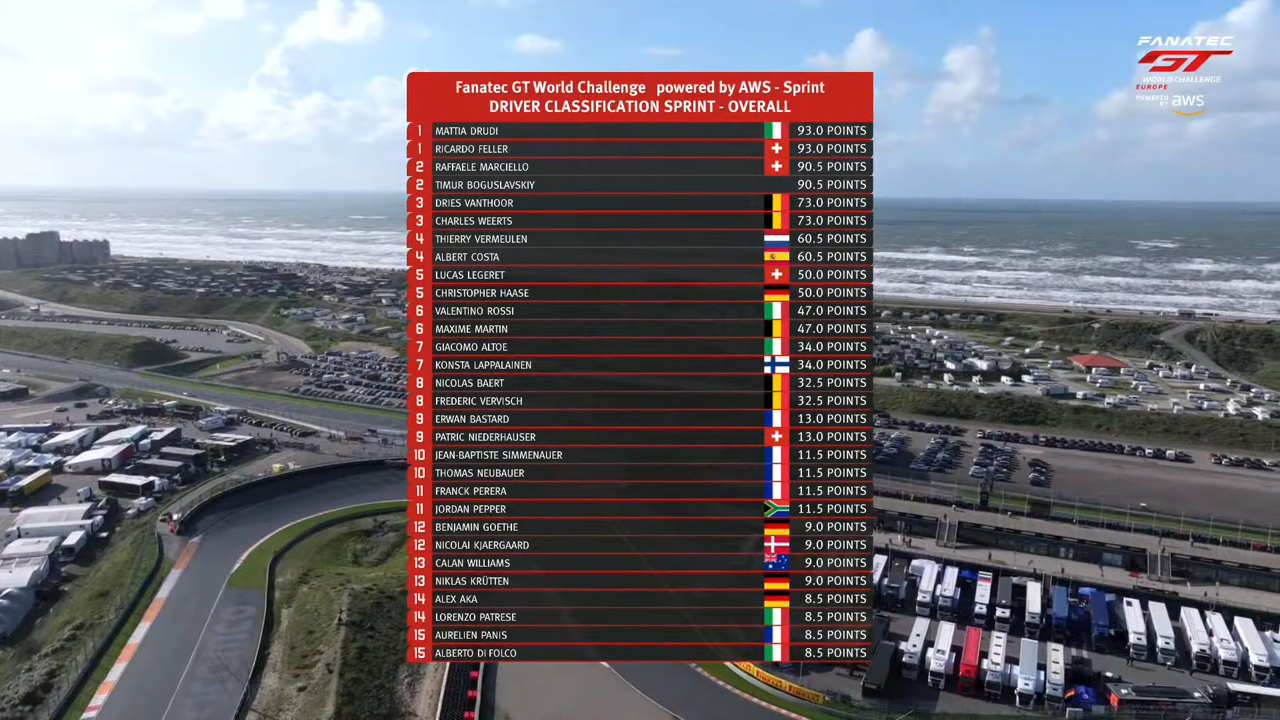 Fanatec GT World Challenge powered by AWS - Sprint
DRIVER CLASSIFICATION SPRINT - OVERALL
1 MATTIA DRUDI 93.0 POINTS
1 RICARDO FELLER 93.0 POINTS
2 RAFFAELE MARCIELLO 90.5 POINTS
2 TIMUR BOGUSLAVSKIY 90.5 POINTS
3 DRIES VANTHOOR 73.0 POINTS
3 CHARLES WEERTS 73.0 POINTS
4 THIERRY VERMEULEN 60.5 POINTS
4 ALBERT COSTA 60.5 POINTS
5 LUCAS LEGERET 50.0 POINTS
5 CHRISTOPHER HAASE 50.0 POINTS
6 VALENTINO ROSSI 47.0 POINTS
6 MAXIME MARTIN 47.0 POINTS
7 GIACOMO ALTOE 34.0 POINTS
7 KONSTA LAPPALAINEN 34.0 POINTS
8 NICOLAS BAERT 32.5 POINTS
8 FREDERIC VERVISCH 32.5 POINTS
9 ERWAN BASTARD 13.0 POINTS
9 PATRIC NIEDERHAUSER 13.0 POINTS
10 JEAN-BAPTISTE SIMMENAUER 11.5 POINTS
10 THOMAS NEUBAUER 11.5 POINTS
11 FRANCK PERERA 11.5 POINTS
11 JORDAN PEPPER 11.5 POINTS
12 BENJAMIN GOETHE 9.0 POINTS
12 NICOLAI KJAERGAARD 9.0 POINTS
13 CALAN WILLIAMS 9.0 POINTS
13 NIKLAS KRÜTTEN 9.0 POINTS
14 ALEX AKA 8.5 POINTS
14 LORENZO PATRESE 8.5 POINTS
15 AURELIEN PANIS 8.5 POINTS
15 ALBERTO DI FOLCO 8.5 POINTS
FANATEC
GT
WORLD CHALLENGE
EUROPE
POWERED BY aws